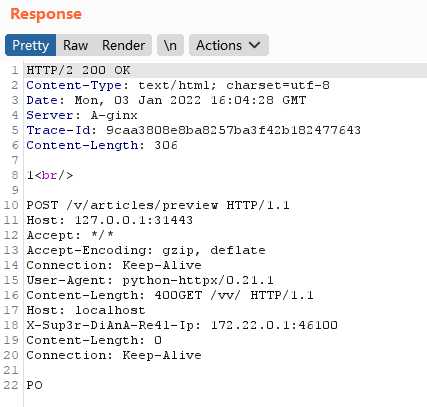 Response
Pretty Raw Render \n Actions
1 HTTP/2 200 OK
2 Content-Type: text/html; charset=utf-8
3 Date: Mon, 03 Jan 2022 16:04:28 GMT
4 Server: A-ginx
5 Trace-Id: 9caa3808e8ba8257ba3f42b182477643
6 Content-Length: 306
7
8 1<br/>
9
10 POST /v/articles/preview HTTP/1.1
11 Host: 127.0.0.1:31443
12 Accept: */*
13 Accept-Encoding: gzip, deflate
14 Connection: Keep-Alive
15 User-Agent: python-httpx/0.21.1
16 Content-Length: 400GET /vv/ HTTP/1.1
17 Host: localhost
18 X-Sup3r-DiAnA-Re4l-Ip: 172.22.0.1:46100
19 Content-Length: 0
20 Connection: Keep-Alive
21
22 PO